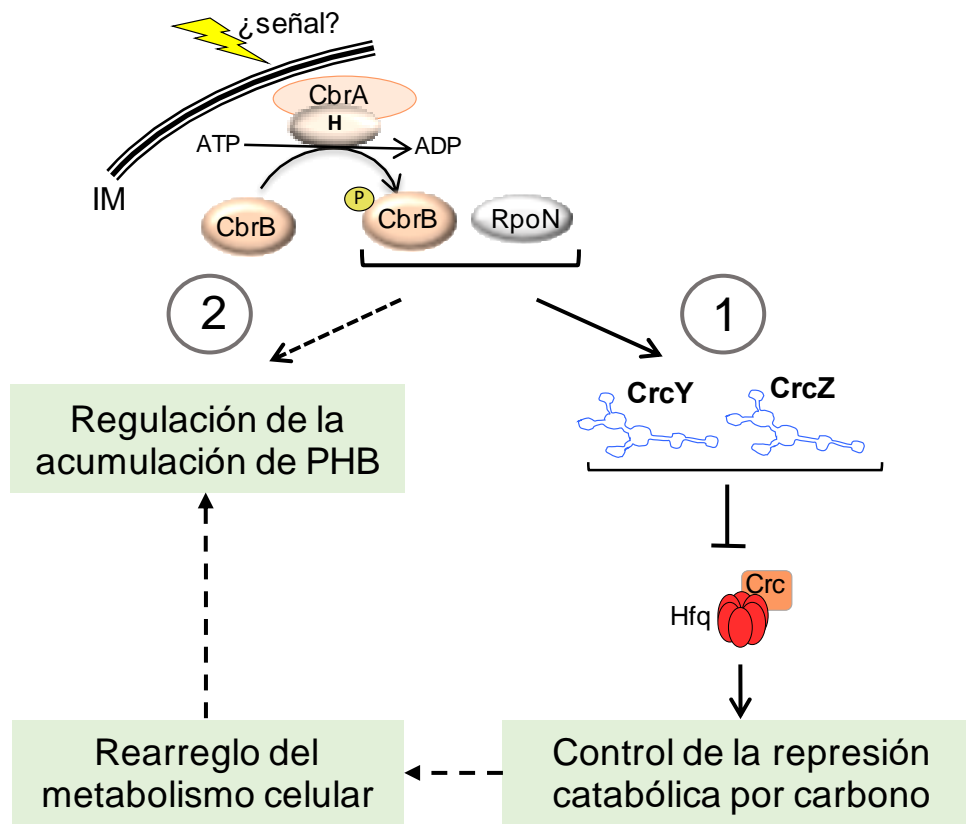 ¿señal?
CbrA
H
ATP
ADP
IM
P
CbrB
CbrB
RpoN
2
1
CrcY
CrcZ
Regulación de la
acumulación de PHB
Crc
Hfq
Rearreglo del
metabolismo celular
Control de la represión
catabólica por carbono